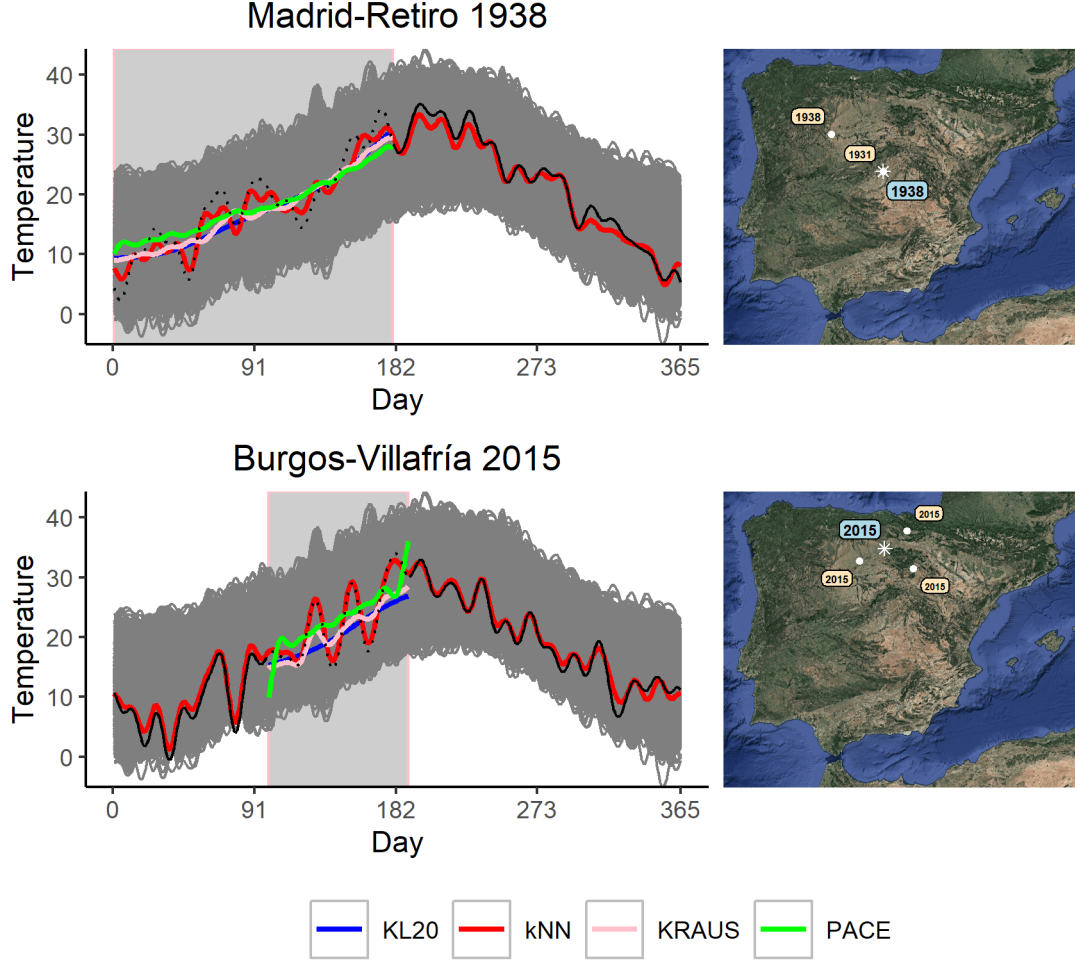 Madrid-Retiro 1938
Temperature
40
30
20
10
0
0 91 182 273 365
Day
1938
1931
1938
Burgos-Villafría 2015
Temperature
40
30
20
10
0
0 91 182 273 365
Day
2015
2015
2015
2015
KL20 kNN KRAUS PACE